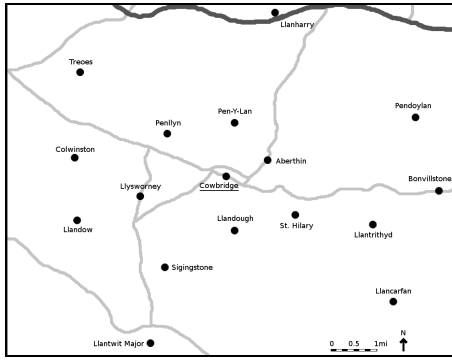 Llanharry
Treoes
Pen-Y-Lan
Pendoylan
Penllyn
Colwinston
Aberthin
Cowbridge
Bonvillstone
Llysworney
Llandow
Llandough
St. Hilary
Llantrithyd
Sigingstone
Llancarfan
Llantwit Major
0 0.5 1mi
N